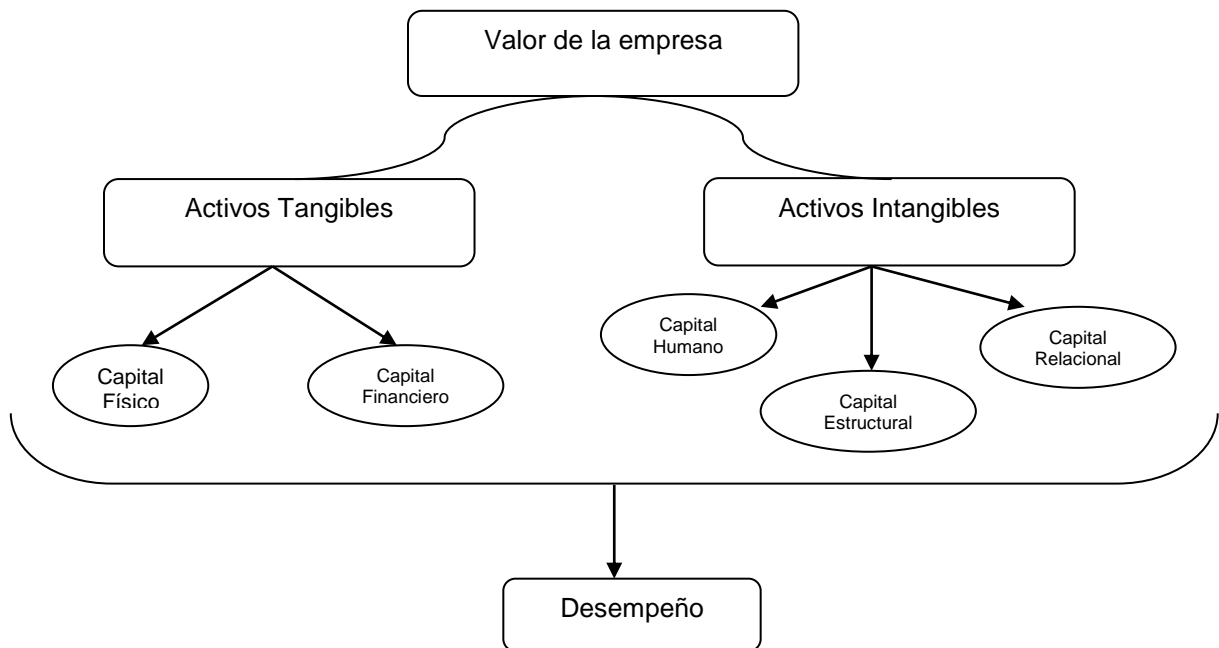 Valor de la empresa
Activos Tangibles
Activos Intangibles
Capital
Físico
Capital
Financiero
Capital
Humano
Capital
Estructural
Capital
Relacional
Desempeño